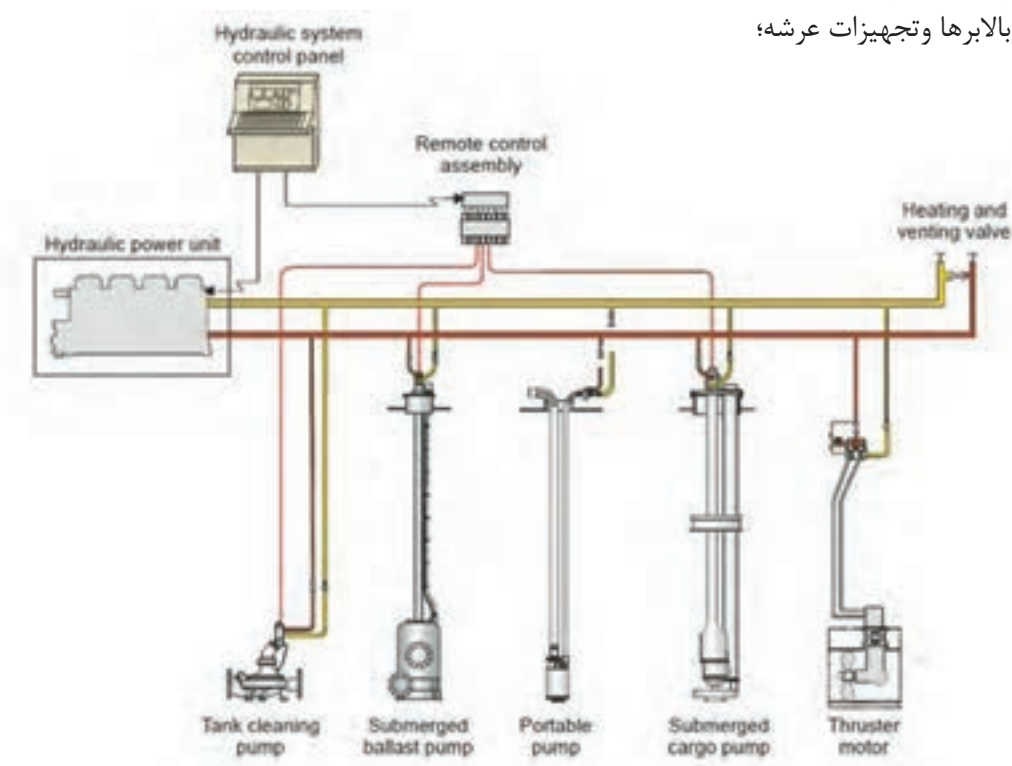 بالابرها وتجهیزات عرشه؛
Hydraulic system
control panel
Remote control
assembly
Heating and
venting valve
Hydraulic power unit
Tank cleaning
pump
Submerged
ballast pump
Portable
pump
Submerged
cargo pump
Thruster
motor